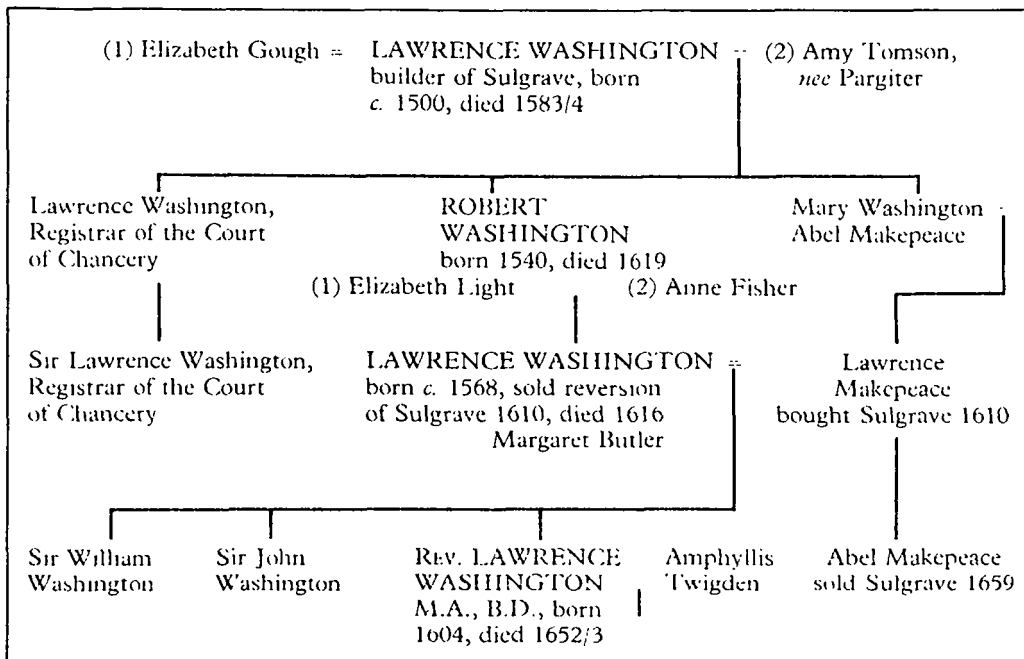 (1) Elizabeth Gough =
LAWRENCE WASHINGTON =
builder of Sulgrave, born
c. 1500, died 1583/4
(2) Amy Tomson,
nee Pargiter
Lawrence Washington,
Registrar of the Court
of Chancery
ROBERT
WASHINGTON
born 1540, died 1619
(1) Elizabeth Light
(2) Anne Fisher
Mary Washington -
Abel Makepeace
Sir Lawrence Washington,
Registrar of the Court
of Chancery
LAWRENCE WASHINGTON =
born c. 1568, sold reversion
of Sulgrave 1610, died 1616
Margaret Butler
Lawrence
Makepeace
bought Sulgrave 1610
Sir William
Washington
Sir John
Washington
REV. LAWRENCE
WASHINGTON
M.A., B.D., born
1604, died 1652/3
Amphyllis
Twigden
Abel Makepeace
sold Sulgrave 1659